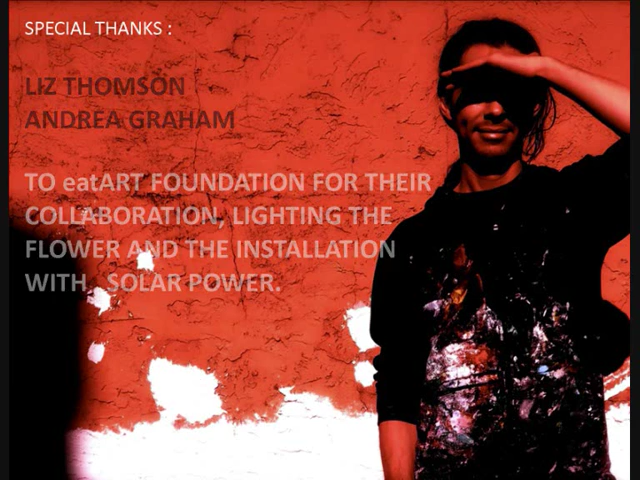 SPECIAL THANKS :
LIZ THOMSON
ANDREA GRAHAM
TO eatART FOUNDATION FOR THEIR
COLLABORATION, LIGHTING THE
FLOWER AND THE INSTALLATION
WITH SOLAR POWER.